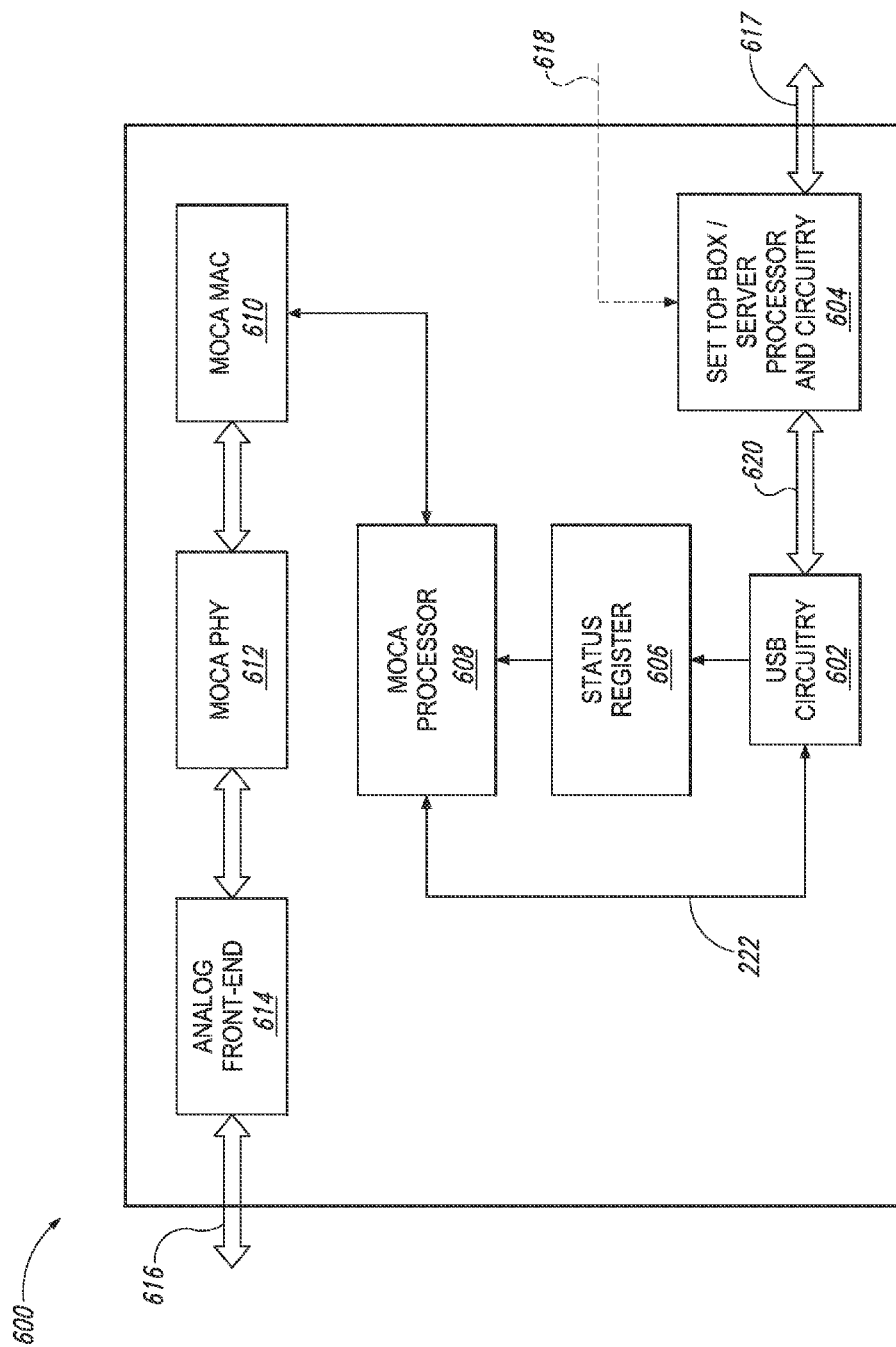 600
616
ANALOG
FRONT-END
614
MOCA PHY
612
MOCA MAC
610
MOCA
PROCESSOR
608
STATUS
REGISTER
606
222
USB
CIRCUITRY
602
620
SET TOP BOX /
SERVER
PROCESSOR
AND CIRCUITRY
604
618
617